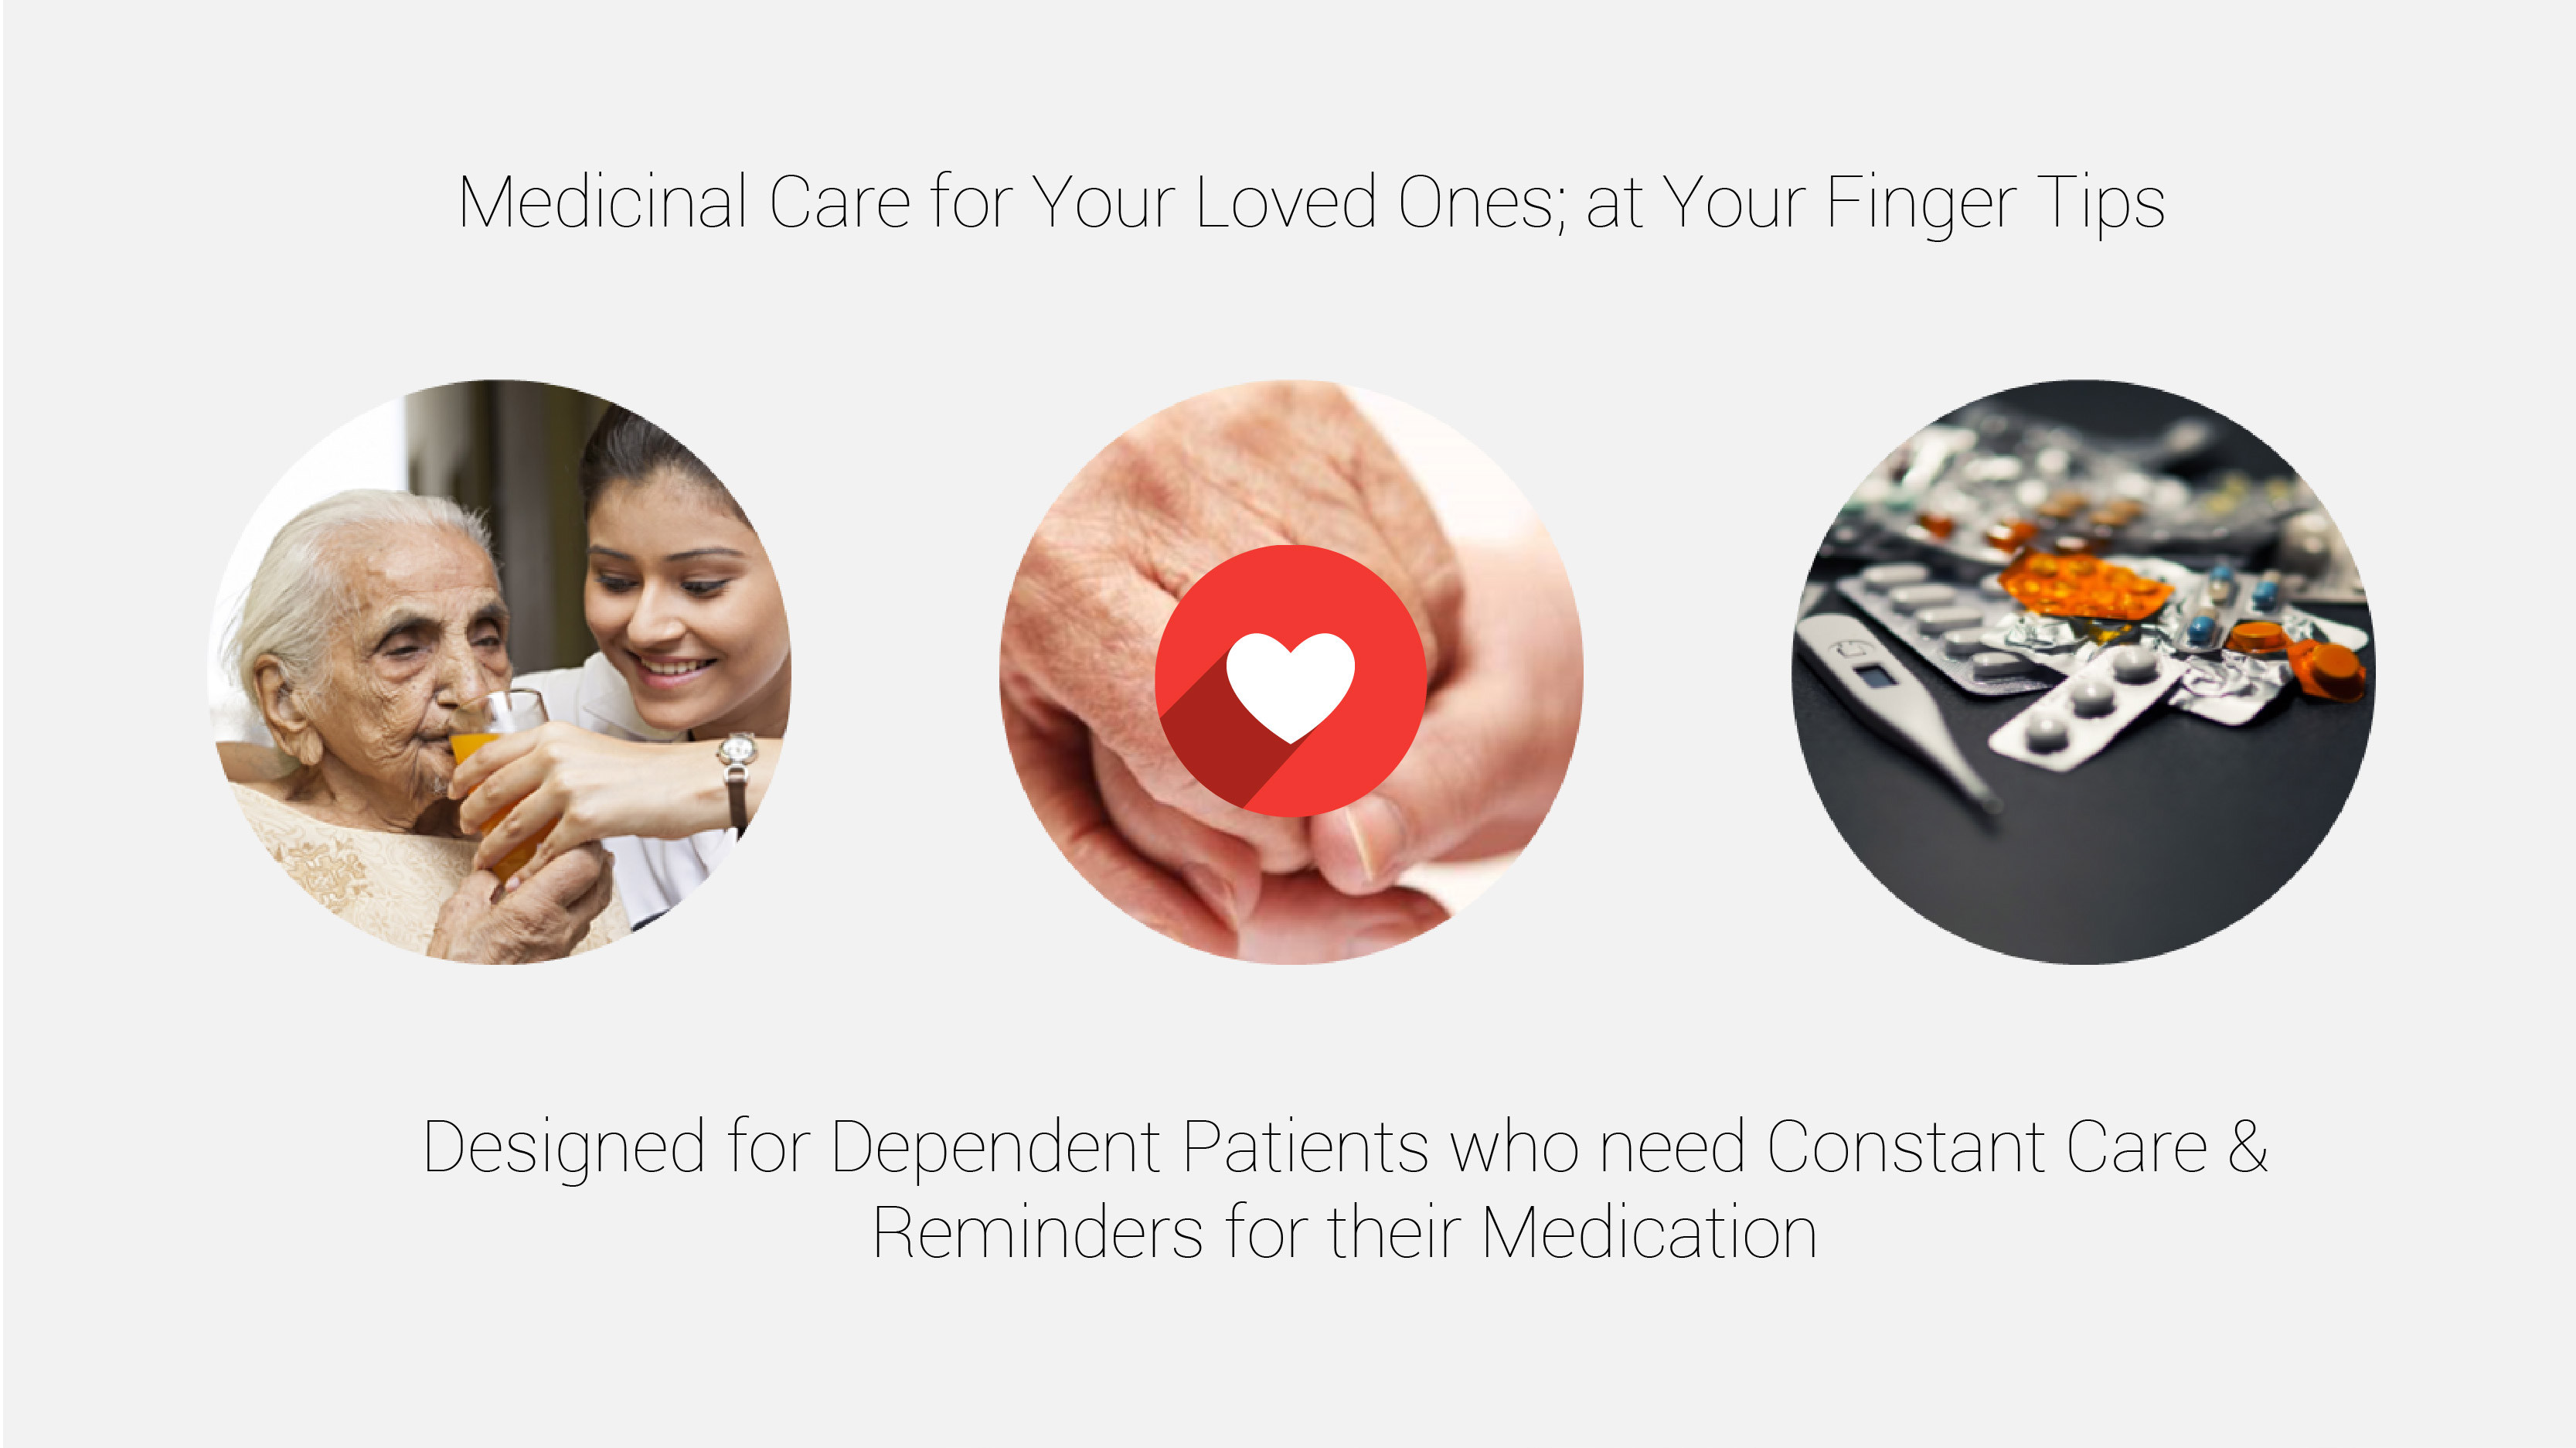 Medicinal Care for Your Loved Ones; at Your Finger Tips
Designed for Dependent Patients who need Constant Care &
Reminders for their Medication